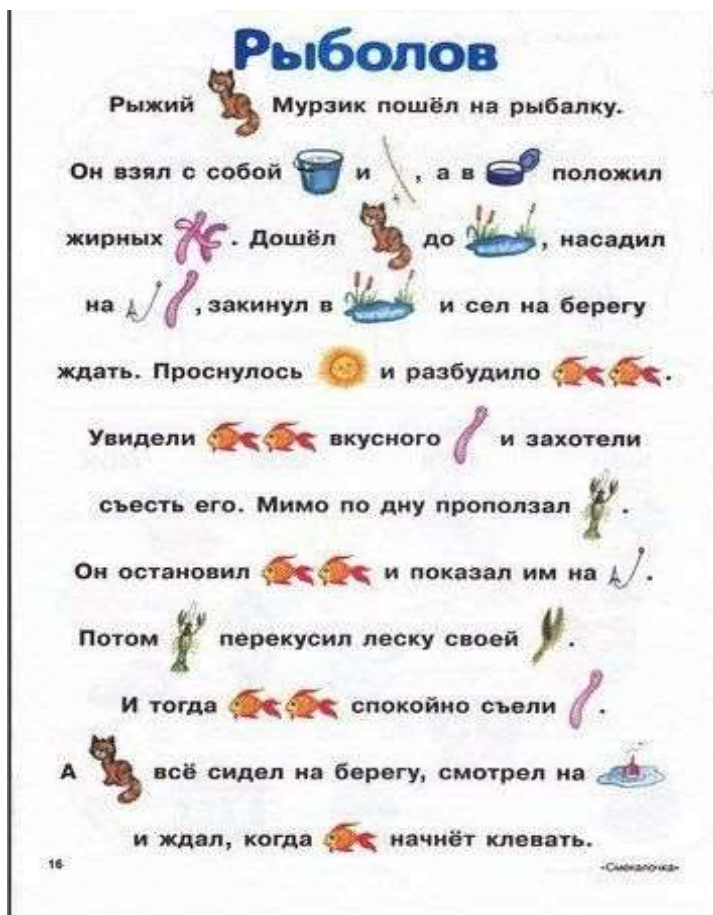 Рыболов
Рыжий Мурзик пошёл на рыбалку.
Он взял с собой и , а в положил
жирных . Дошёл до , насадил
на , закинул в и сел на берегу
ждать. Проснулось и разбудило .
Увидели вкусного и захотели
съесть его. Мимо по дну проползал .
Он остановил и показал им на .
Потом перекусил леску своей .
И тогда спокойно съели .
А всё сидел на берегу, смотрел на
и ждал, когда начнёт клевать.
16 «Смекалочка»